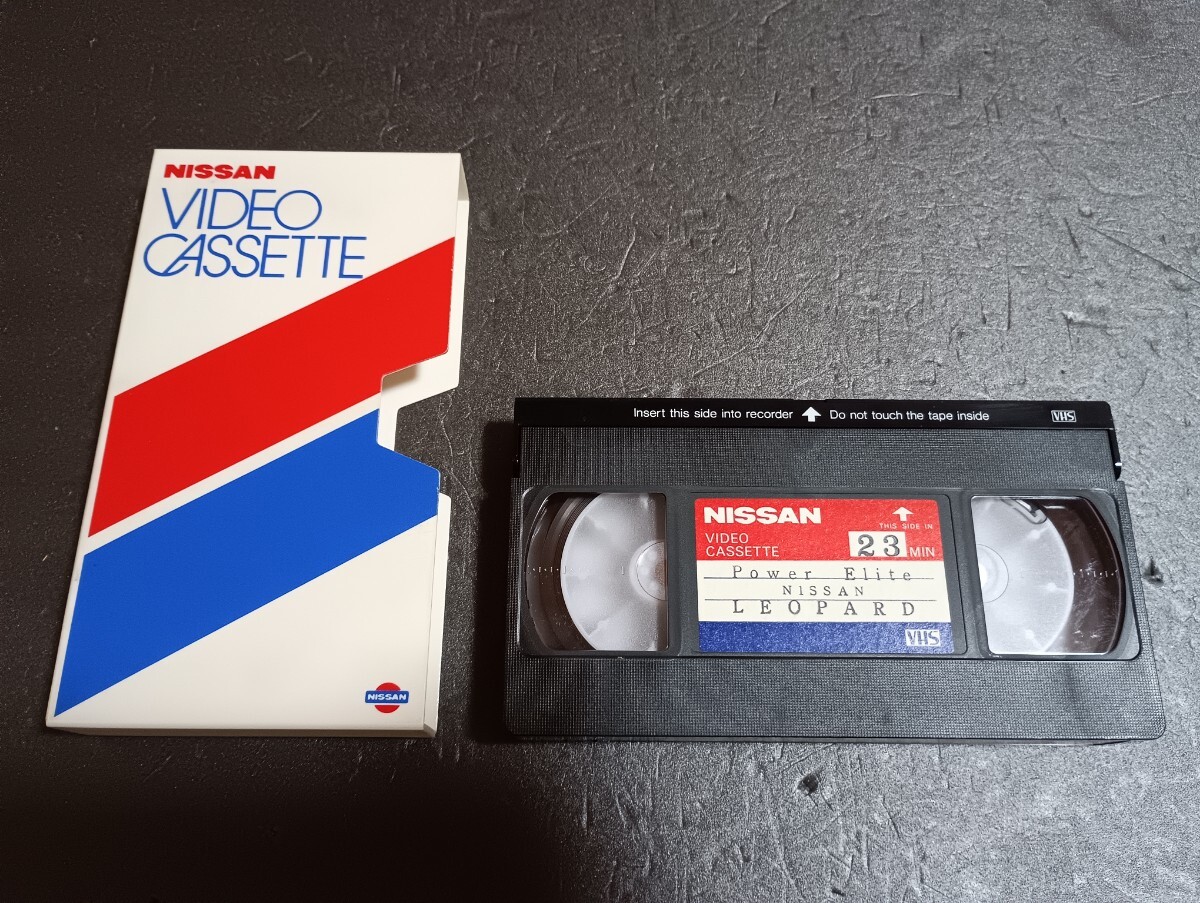 NISSAN
VIDEO
CASSETTE
NISSAN
Insert this side into recorder Do not touch the tape inside VHS
NISSAN
THIS SIDE IN
VIDEO
CASSETTE
23 MIN
Power Elite
NISSAN
LEOPARD
VHS